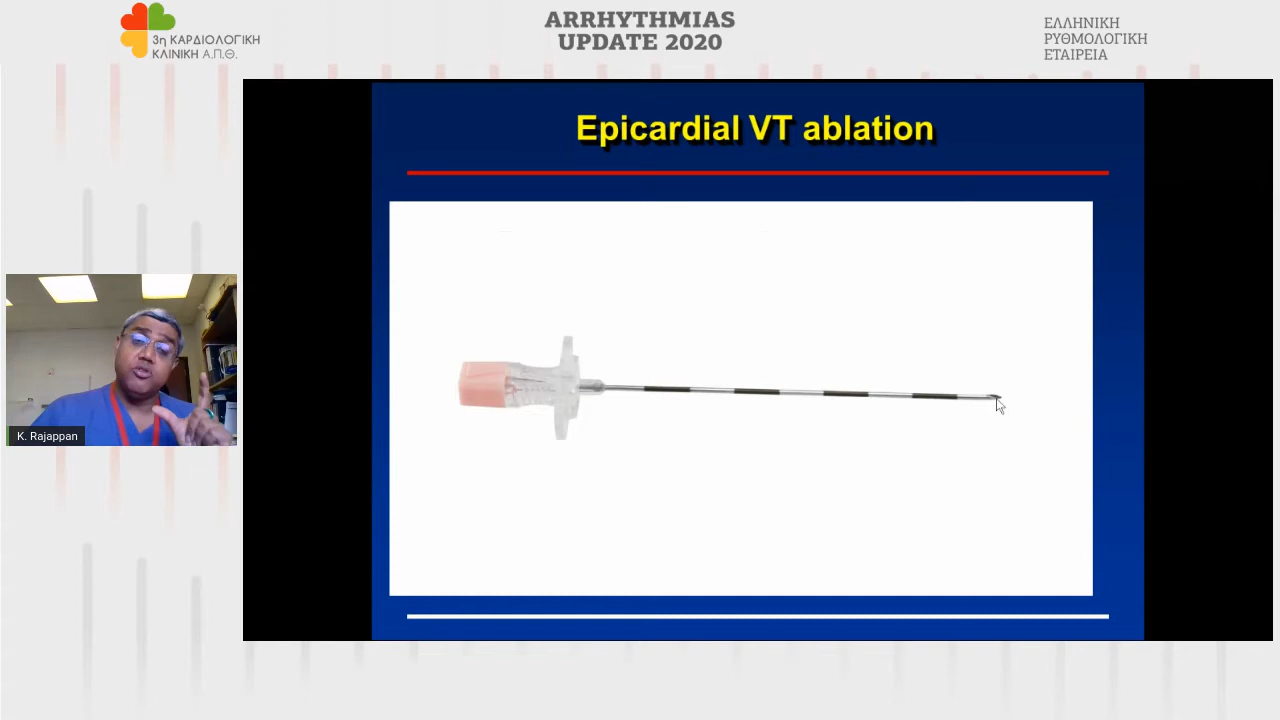 3η ΚΑΡΔΙΟΛΟΓΙΚΗ
ΚΛΙΝΙΚΗ Α.Π.Θ.
ARRHYTHMIAS
UPDATE 2020
ΕΛΛΗΝΙΚΗ
ΡΥΘΜΟΛΟΓΙΚΗ
ΕΤΑΙΡΕΙΑ
Epicardial VT ablation
K. Rajappan